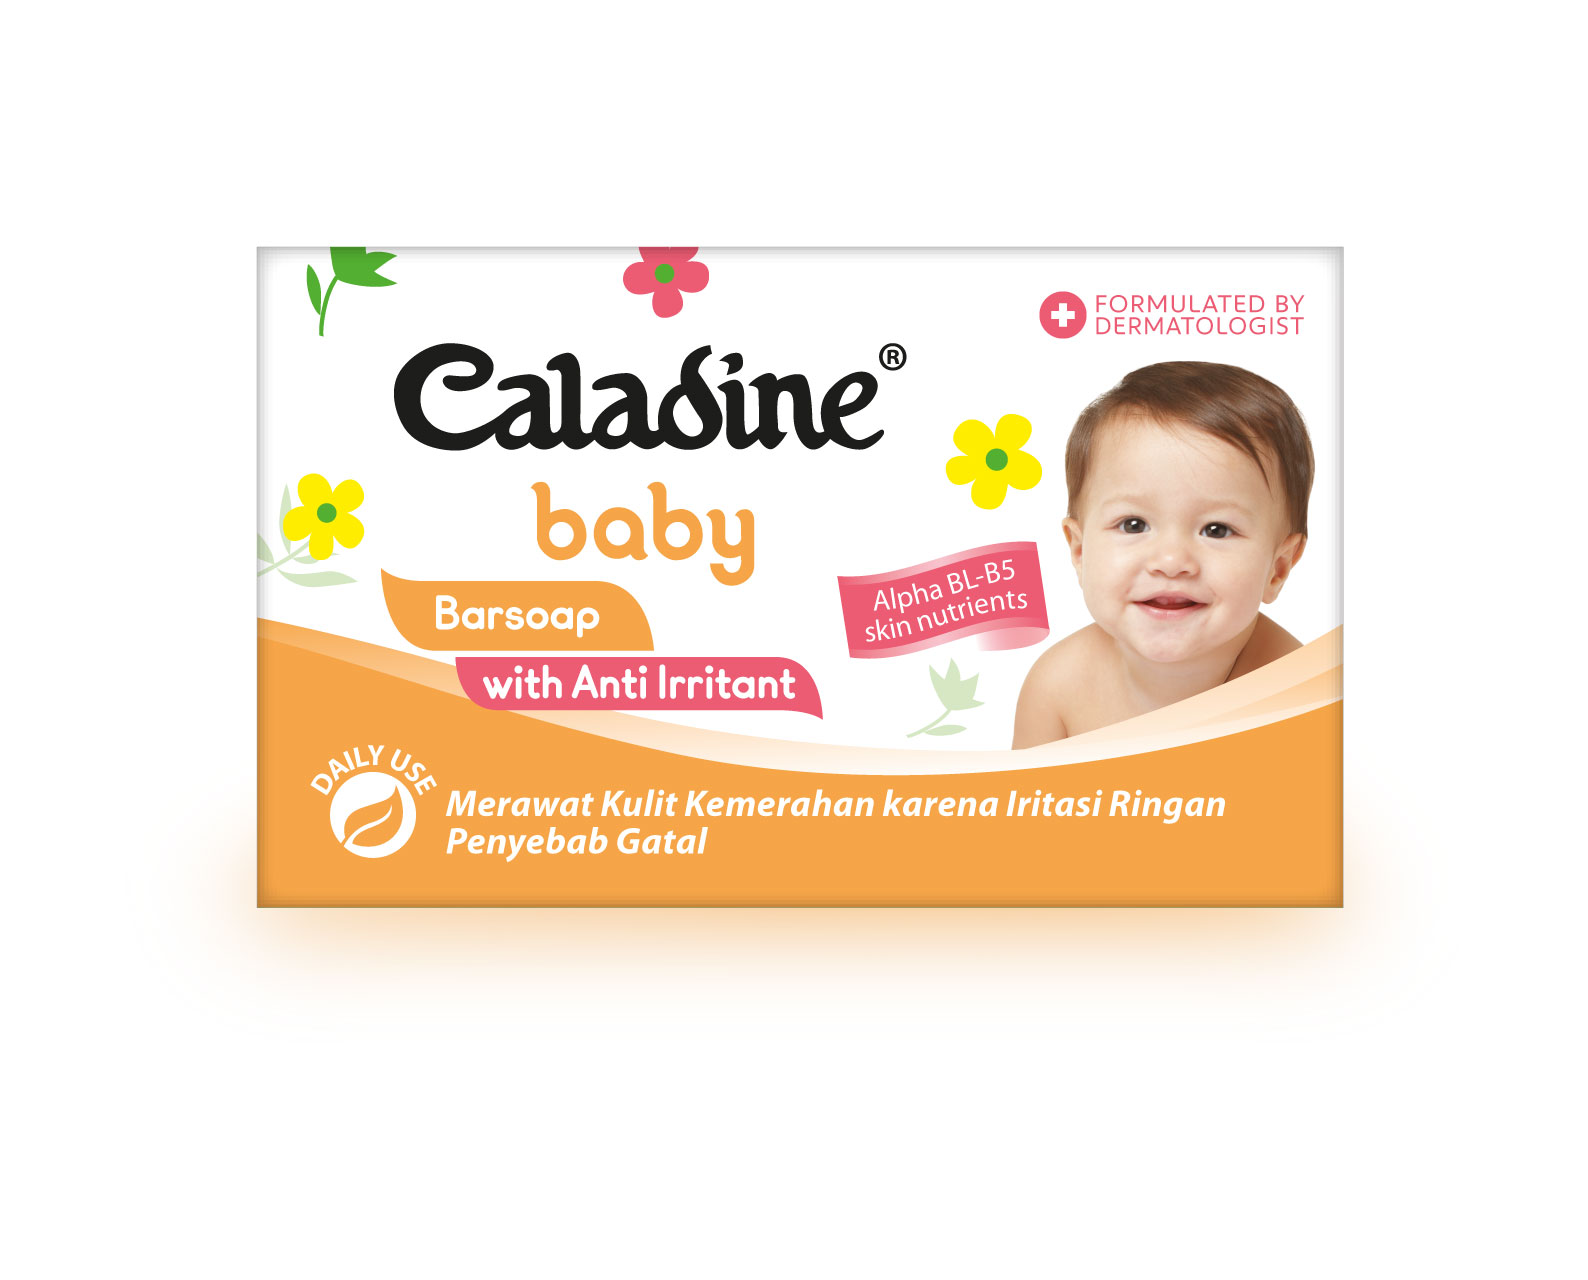 FORMULATED BY
DERMATOLOGIST
Caladine®
baby
Barsoap
with Anti Irritant
Alpha BL-B5
skin nutrients
DAILY USE
Merawat Kulit Kemerahan karena Iritasi Ringan
Penyebab Gatal